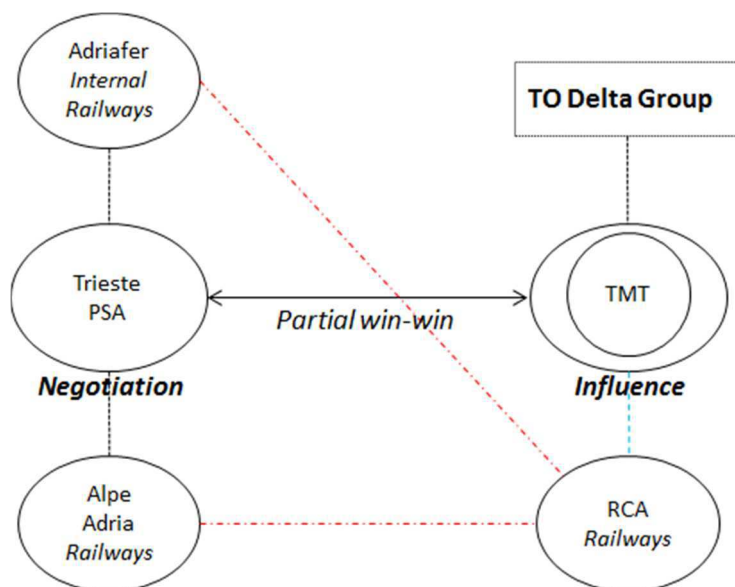 Adriafer
Internal
Railways
TO Delta Group
Trieste
PSA
TMT
Partial win-win
Negotiation
Influence
Alpe
Adria
Railways
RCA
Railways